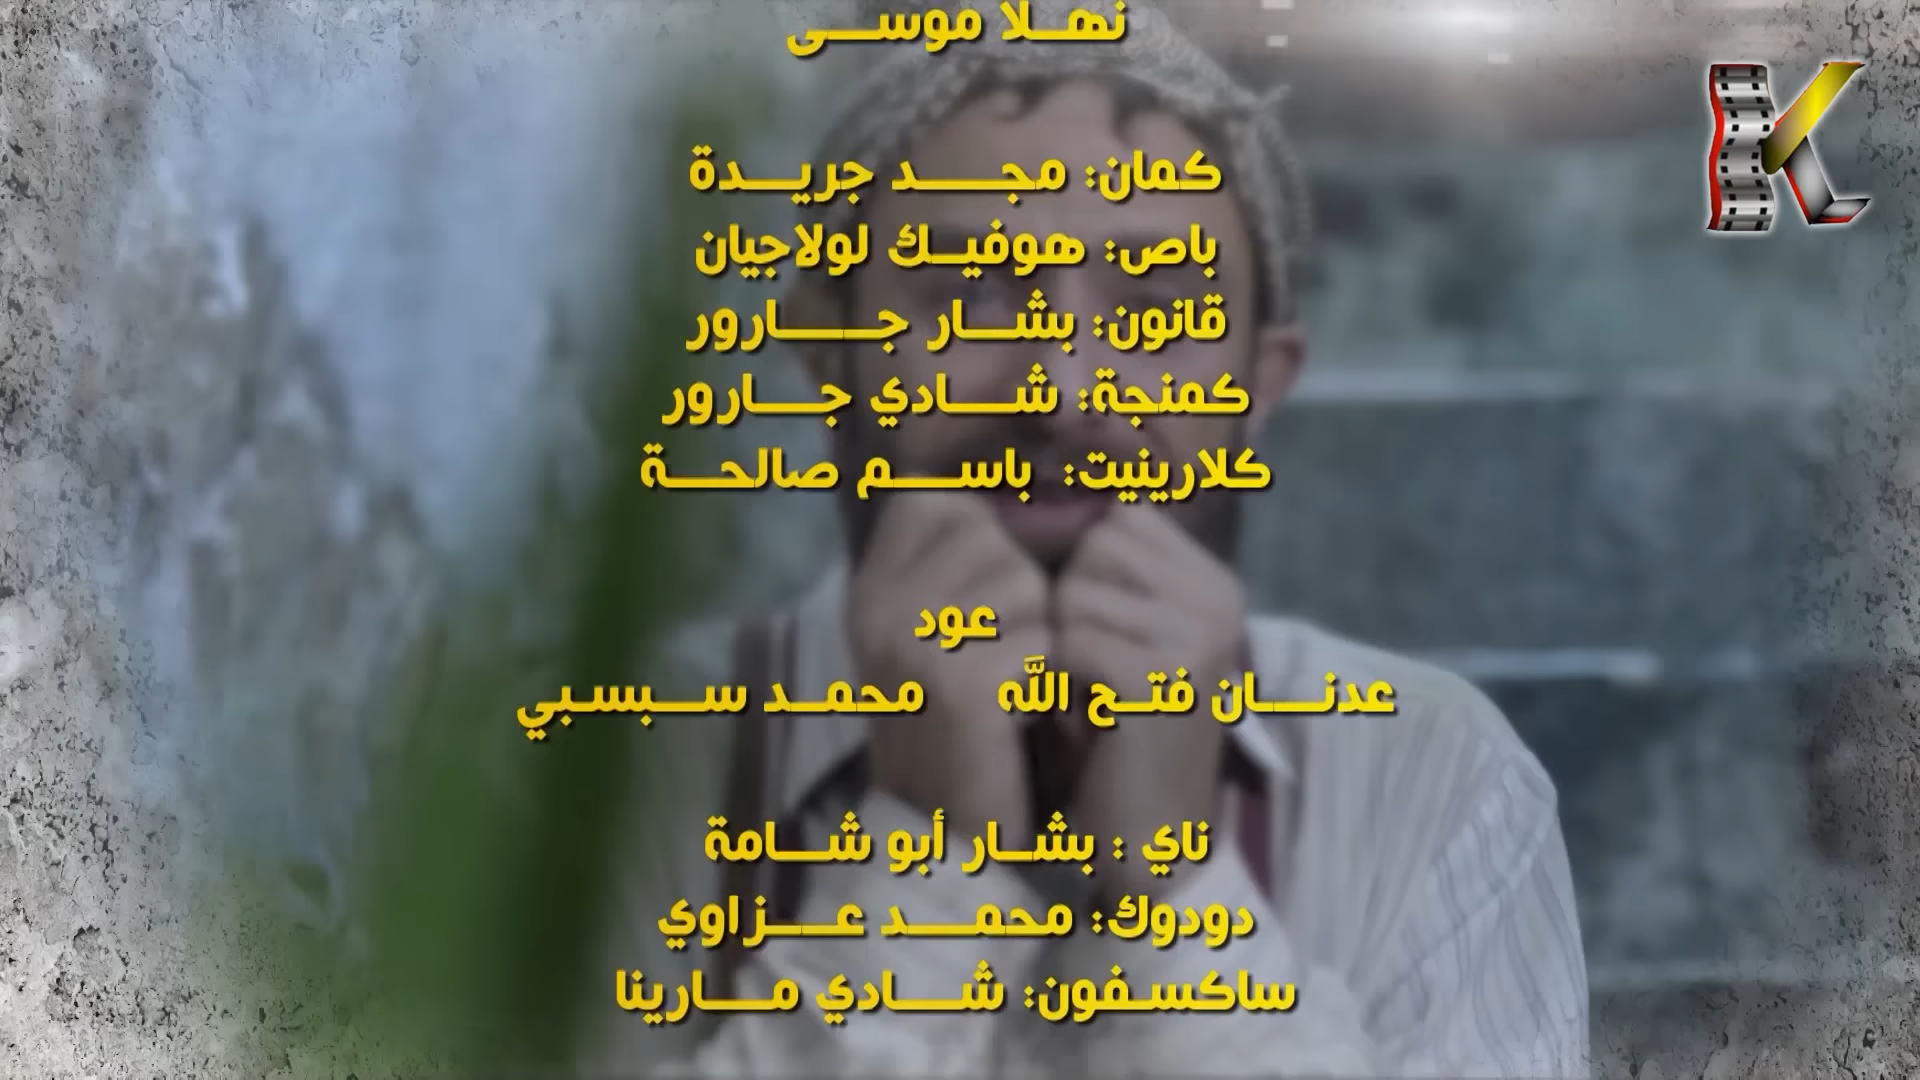 نهلا موسى
كمان: مجد جريدة
باص: هوفيك لولاجيان
قانون: بشار جارور
كمنجة: شادي جارور
كلارينيت: باسم صالحة
عود
عدنان فتح اللَّه محمد سبسبي
ناي : بشار أبو شامة
دودوك: محمد عزاوي
ساكسفون: شادي مارينا
K